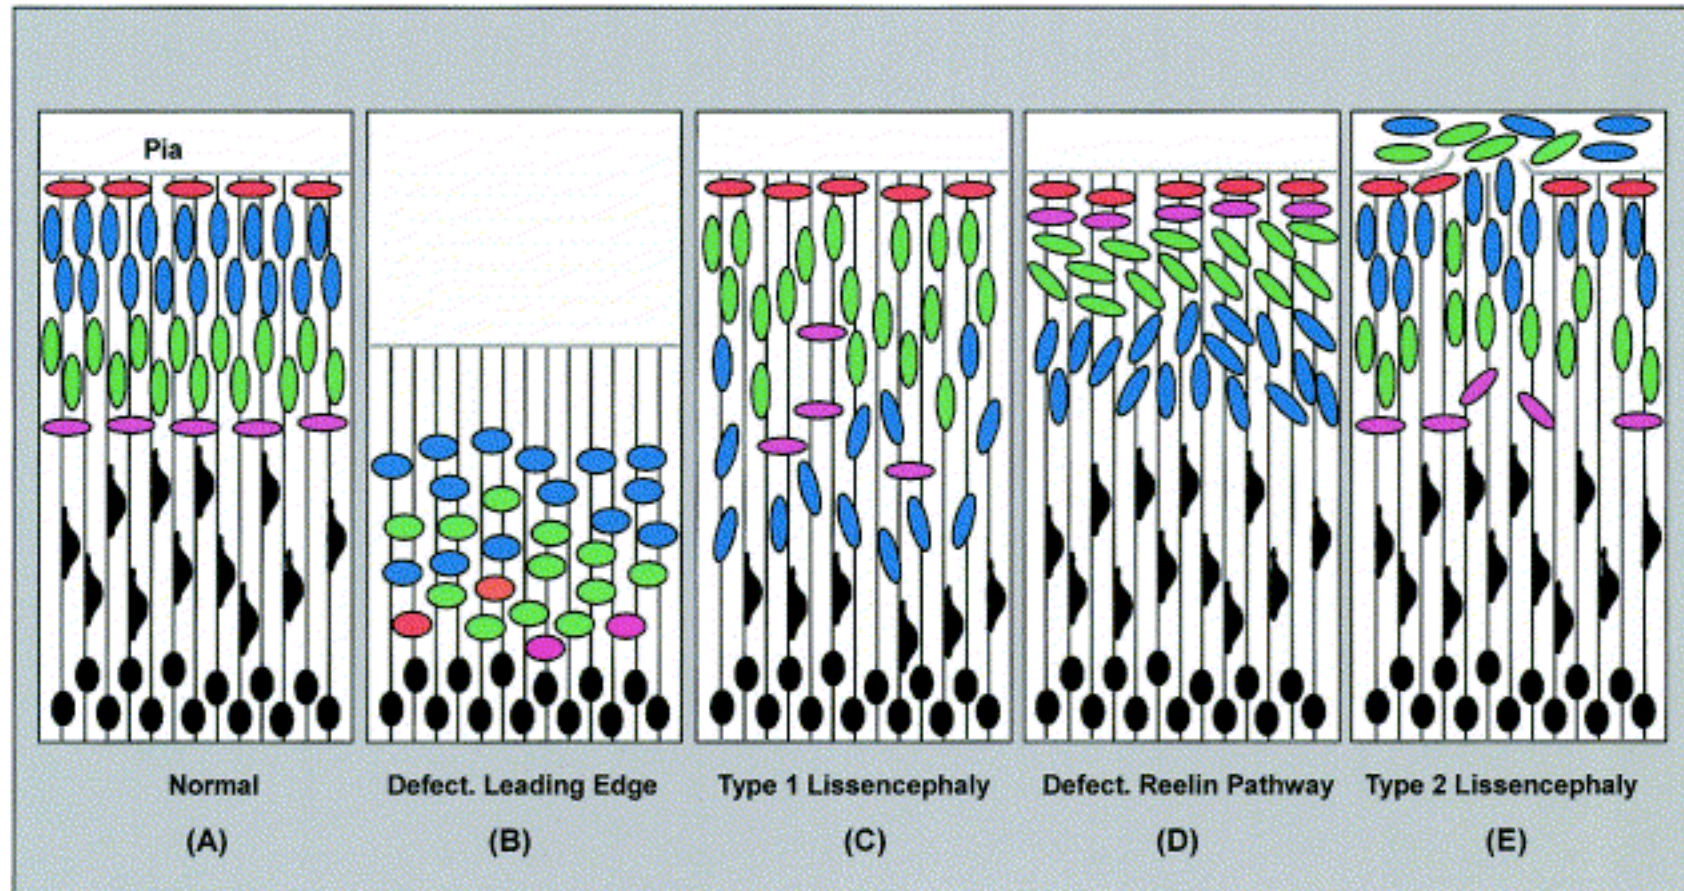 Pia
Normal
(A)
Defect. Leading Edge
(B)
Type 1 Lissencephaly
(C)
Defect. Reelin Pathway
(D)
Type 2 Lissencephaly
(E)